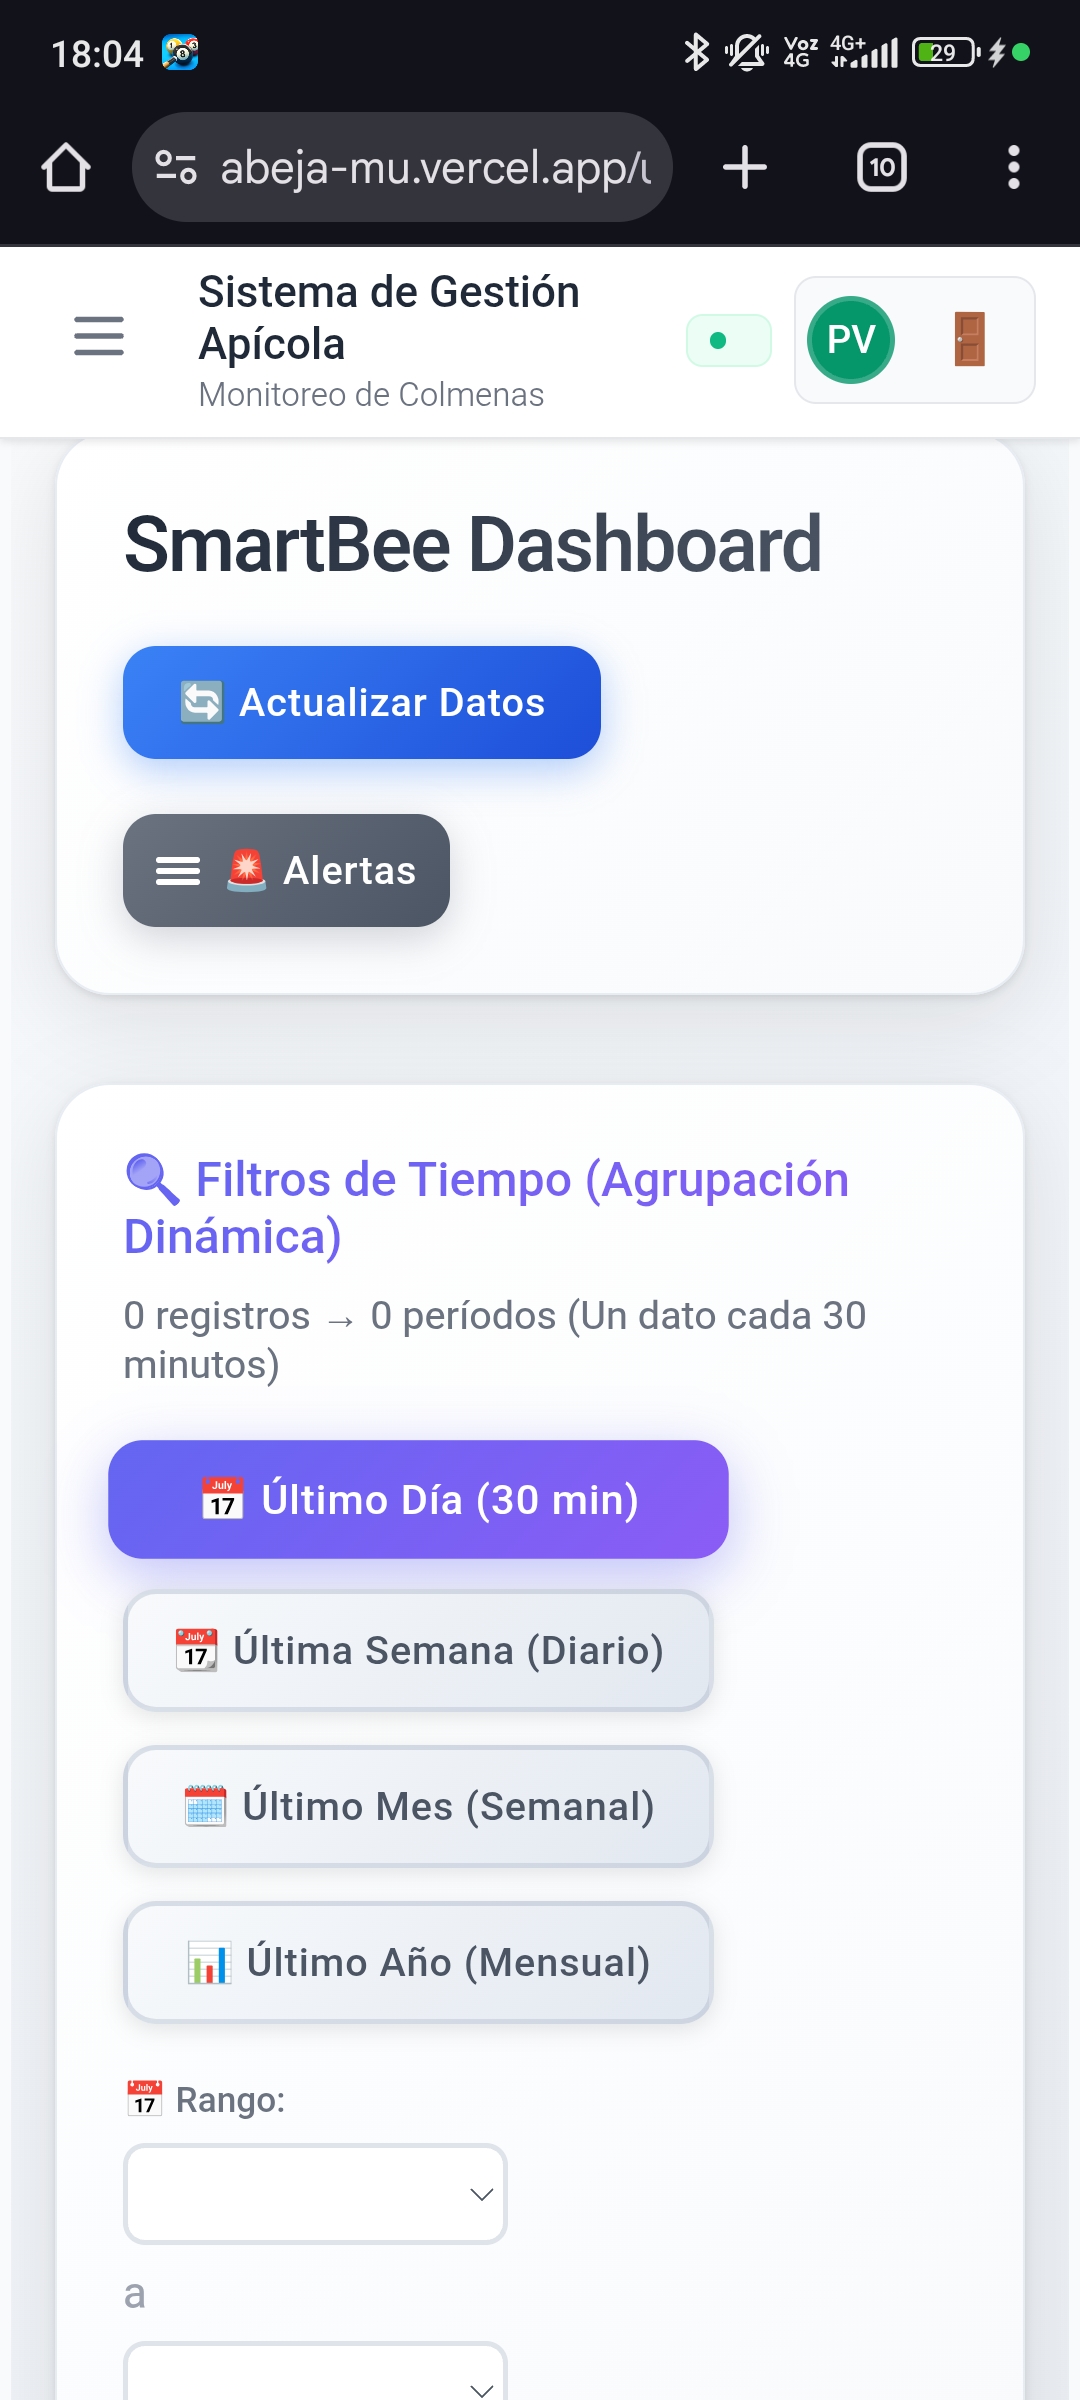 18:04
Voz 4G
4G+
29
abeja-mu.vercel.app/
10
Sistema de Gestión
Apícola
Monitoreo de Colmenas
PV
SmartBee Dashboard
Actualizar Datos
Alertas
Filtros de Tiempo (Agrupación
Dinámica)
0 registros → 0 períodos (Un dato cada 30
minutos)
July 17 Último Día (30 min)
July 17 Última Semana (Diario)
Último Mes (Semanal)
Último Año (Mensual)
July 17 Rango:
a